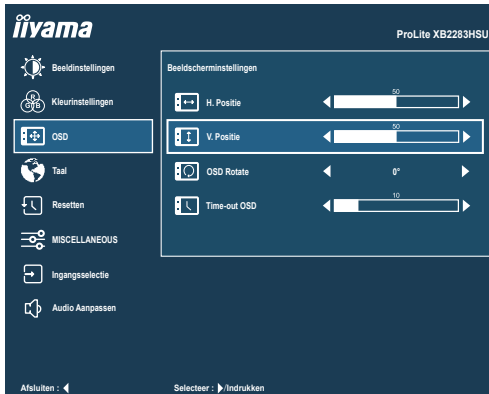 iiyama
ProLite XB2283HSU
Beeldinstellingen
Kleurinstellingen
R
G B
OSD
Taal
Resetten
MISCELLANEOUS
Ingangsselectie
Audio Aanpassen
Beeldscherminstellingen
H. Positie
50
V. Positie
50
OSD Rotate
0°
Time-out OSD
10
Afsluiten :
Selecteer : /Indrukken